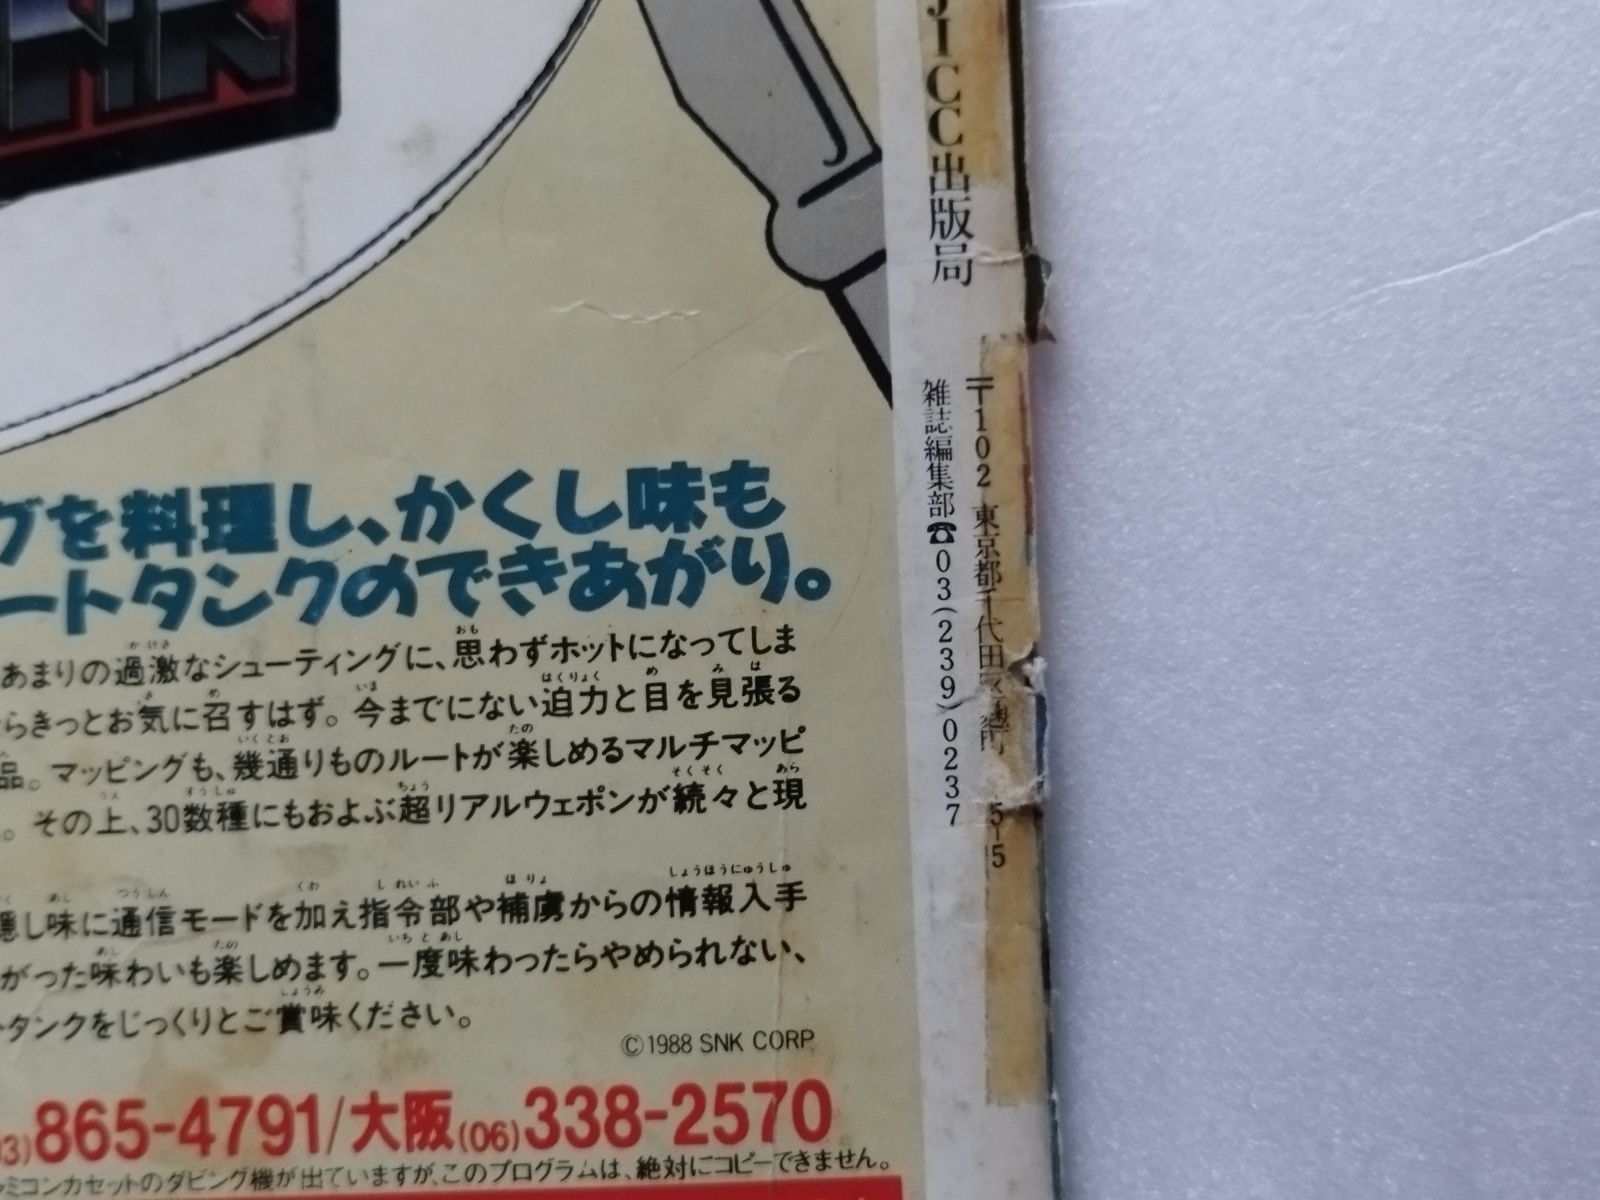 JICC出版局
〒102 東京都千代田区麹町5-5-5
雑誌編集部☎03(239)0237
グを料理し、かくし味も
ートタンクのできあがり。
あまりの過激なシューティングに、思わずホットになってしま
らきっとお気に召すはず。今までにない迫力と目を見張る
品。マッピングも、幾通りものルートが楽しめるマルチマッピ
。その上、30数種にもおよぶ超リアルウェポンが続々と現
隠し味に通信モードを加え指令部や捕虜からの情報入手
がった味わいも楽しめます。一度味わったらやめられない、
トタンクをじっくりとご賞味ください。
©1988 SNK CORP.
03)865-4791/大阪(06)338-2570
ァミコンカセットのダビング機が出ていますが、このプログラムは、絶対にコピーできません。